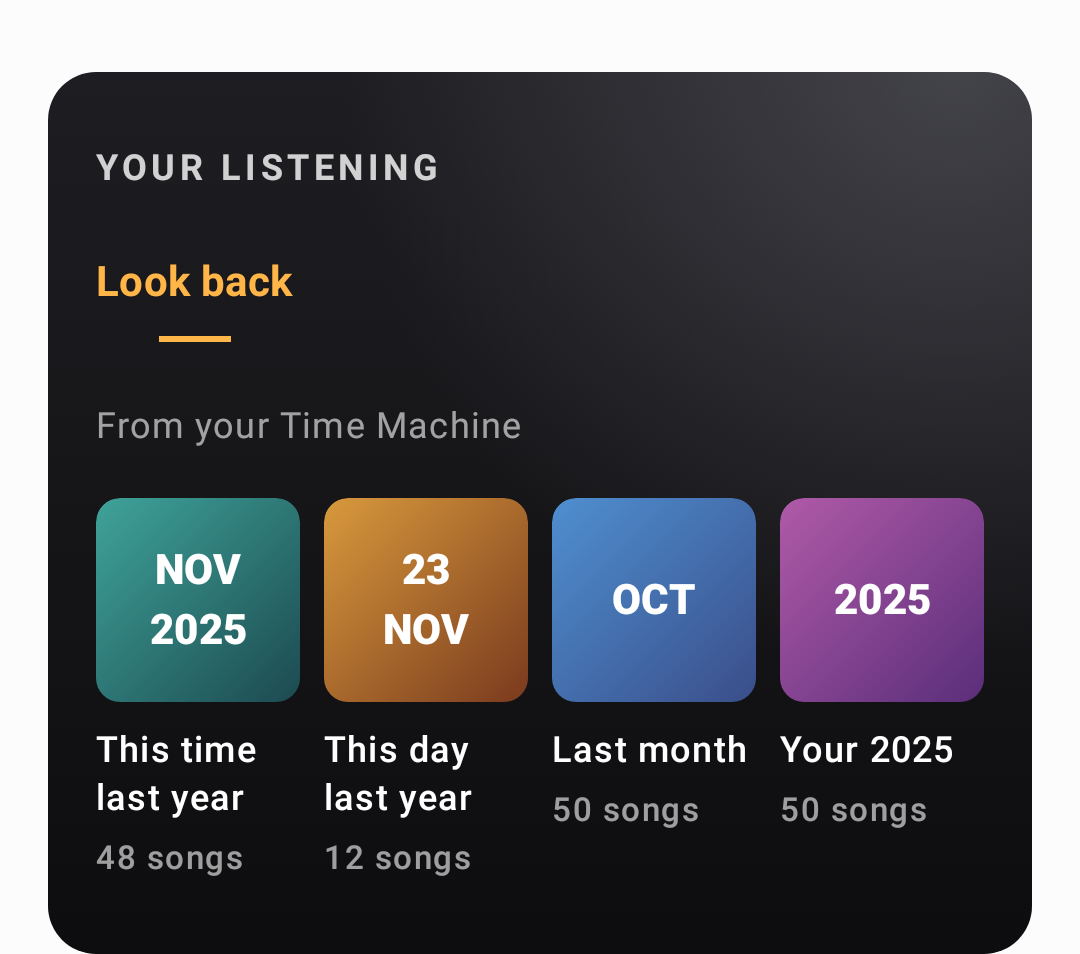 YOUR LISTENING
Look back
From your Time Machine
NOV
2025
23
NOV
OCT
2025
This time
last year
48 songs
This day
last year
12 songs
Last month
50 songs
Your 2025
50 songs